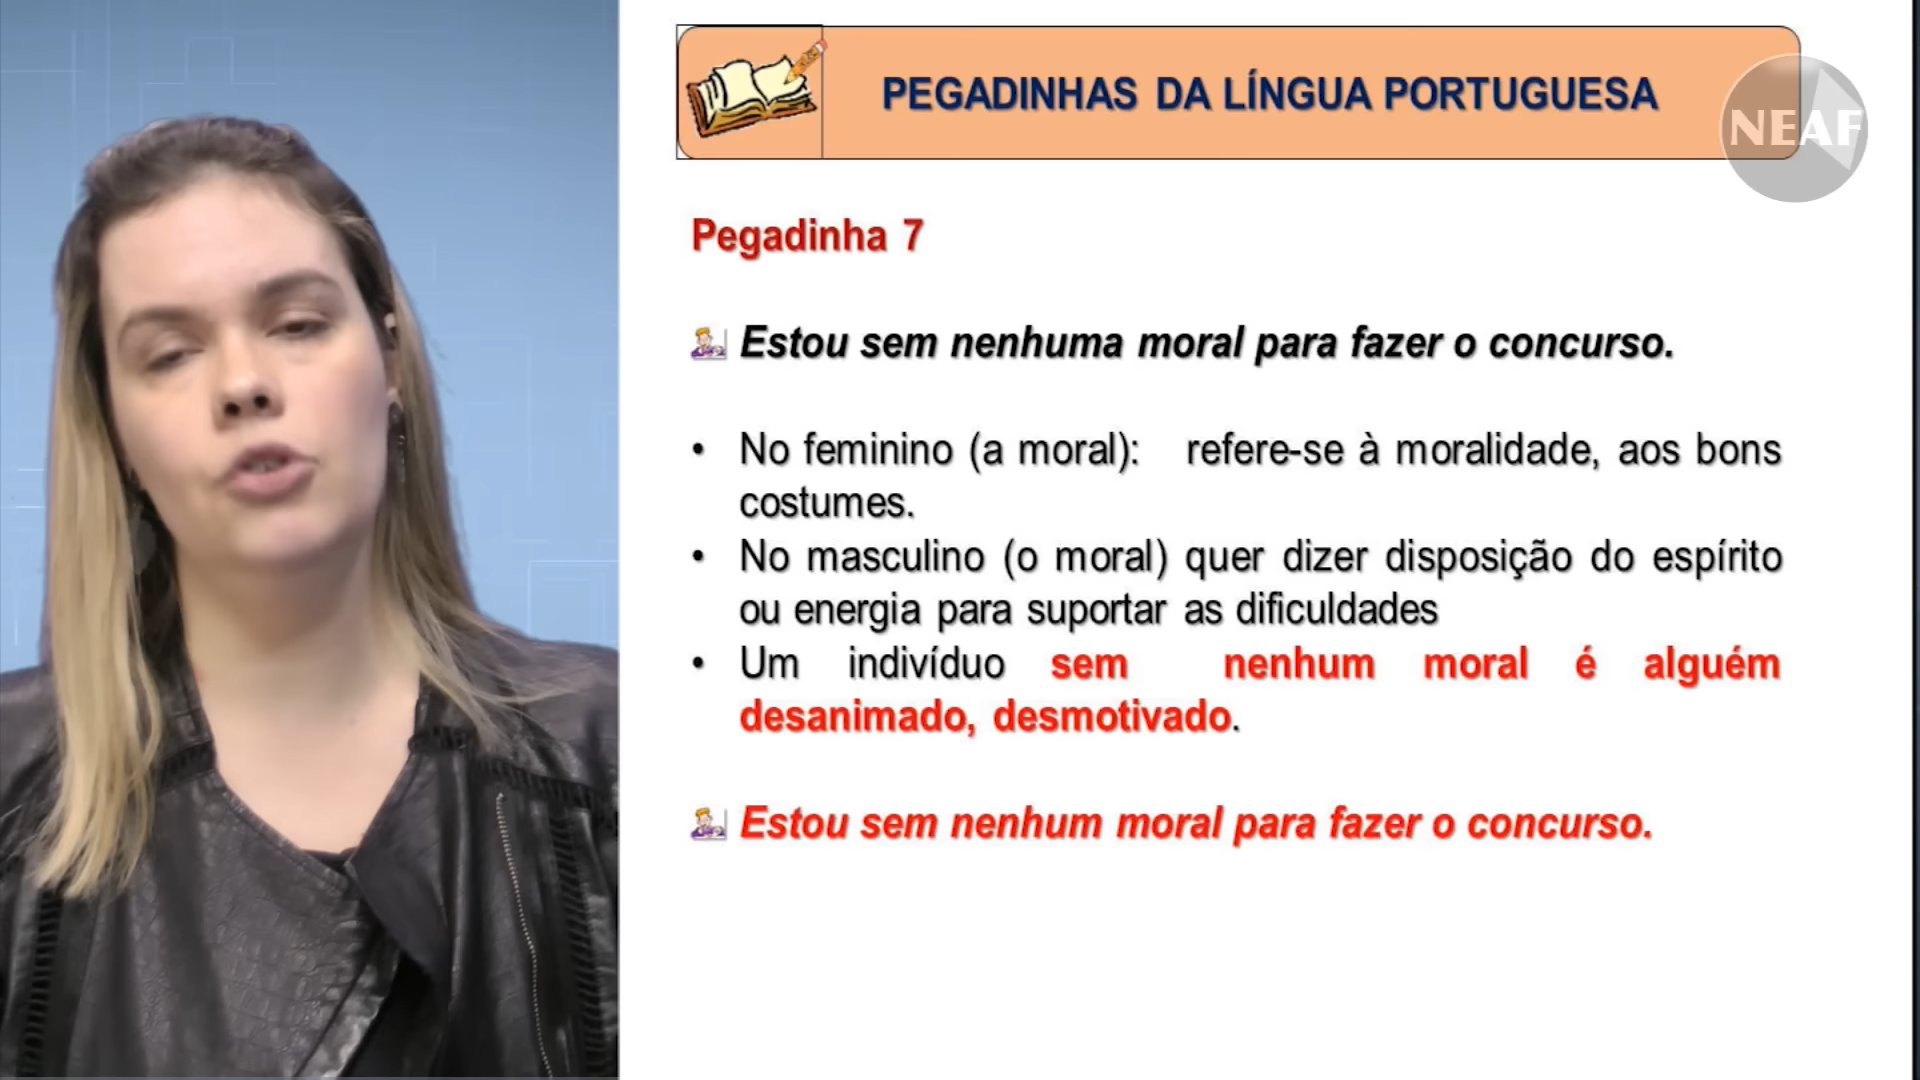 PEGADINHAS DA LÍNGUA PORTUGUESA
NEAF
Pegadinha 7
Estou sem nenhuma moral para fazer o concurso.
• No feminino (a moral): refere-se à moralidade, aos bons
costumes.
• No masculino (o moral) quer dizer disposição do espírito
ou energia para suportar as dificuldades
• Um indivíduo sem nenhum moral é alguém
desanimado, desmotivado.
Estou sem nenhum moral para fazer o concurso.